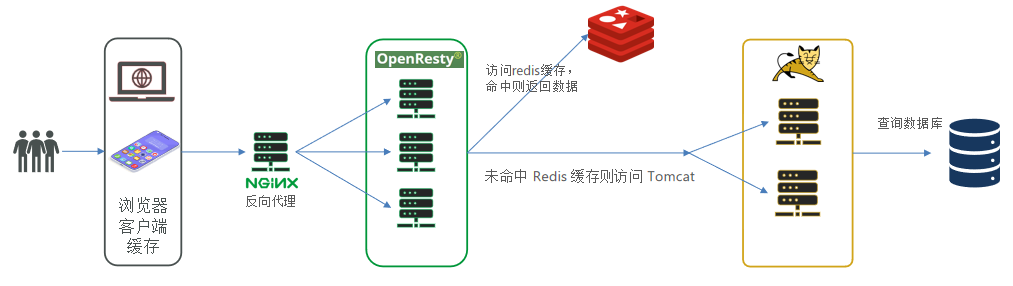 OpenResty®
访问redis缓存，
命中则返回数据
查询数据库
未命中 Redis 缓存则访问 Tomcat
NGINX
反向代理
浏览器
客户端
缓存